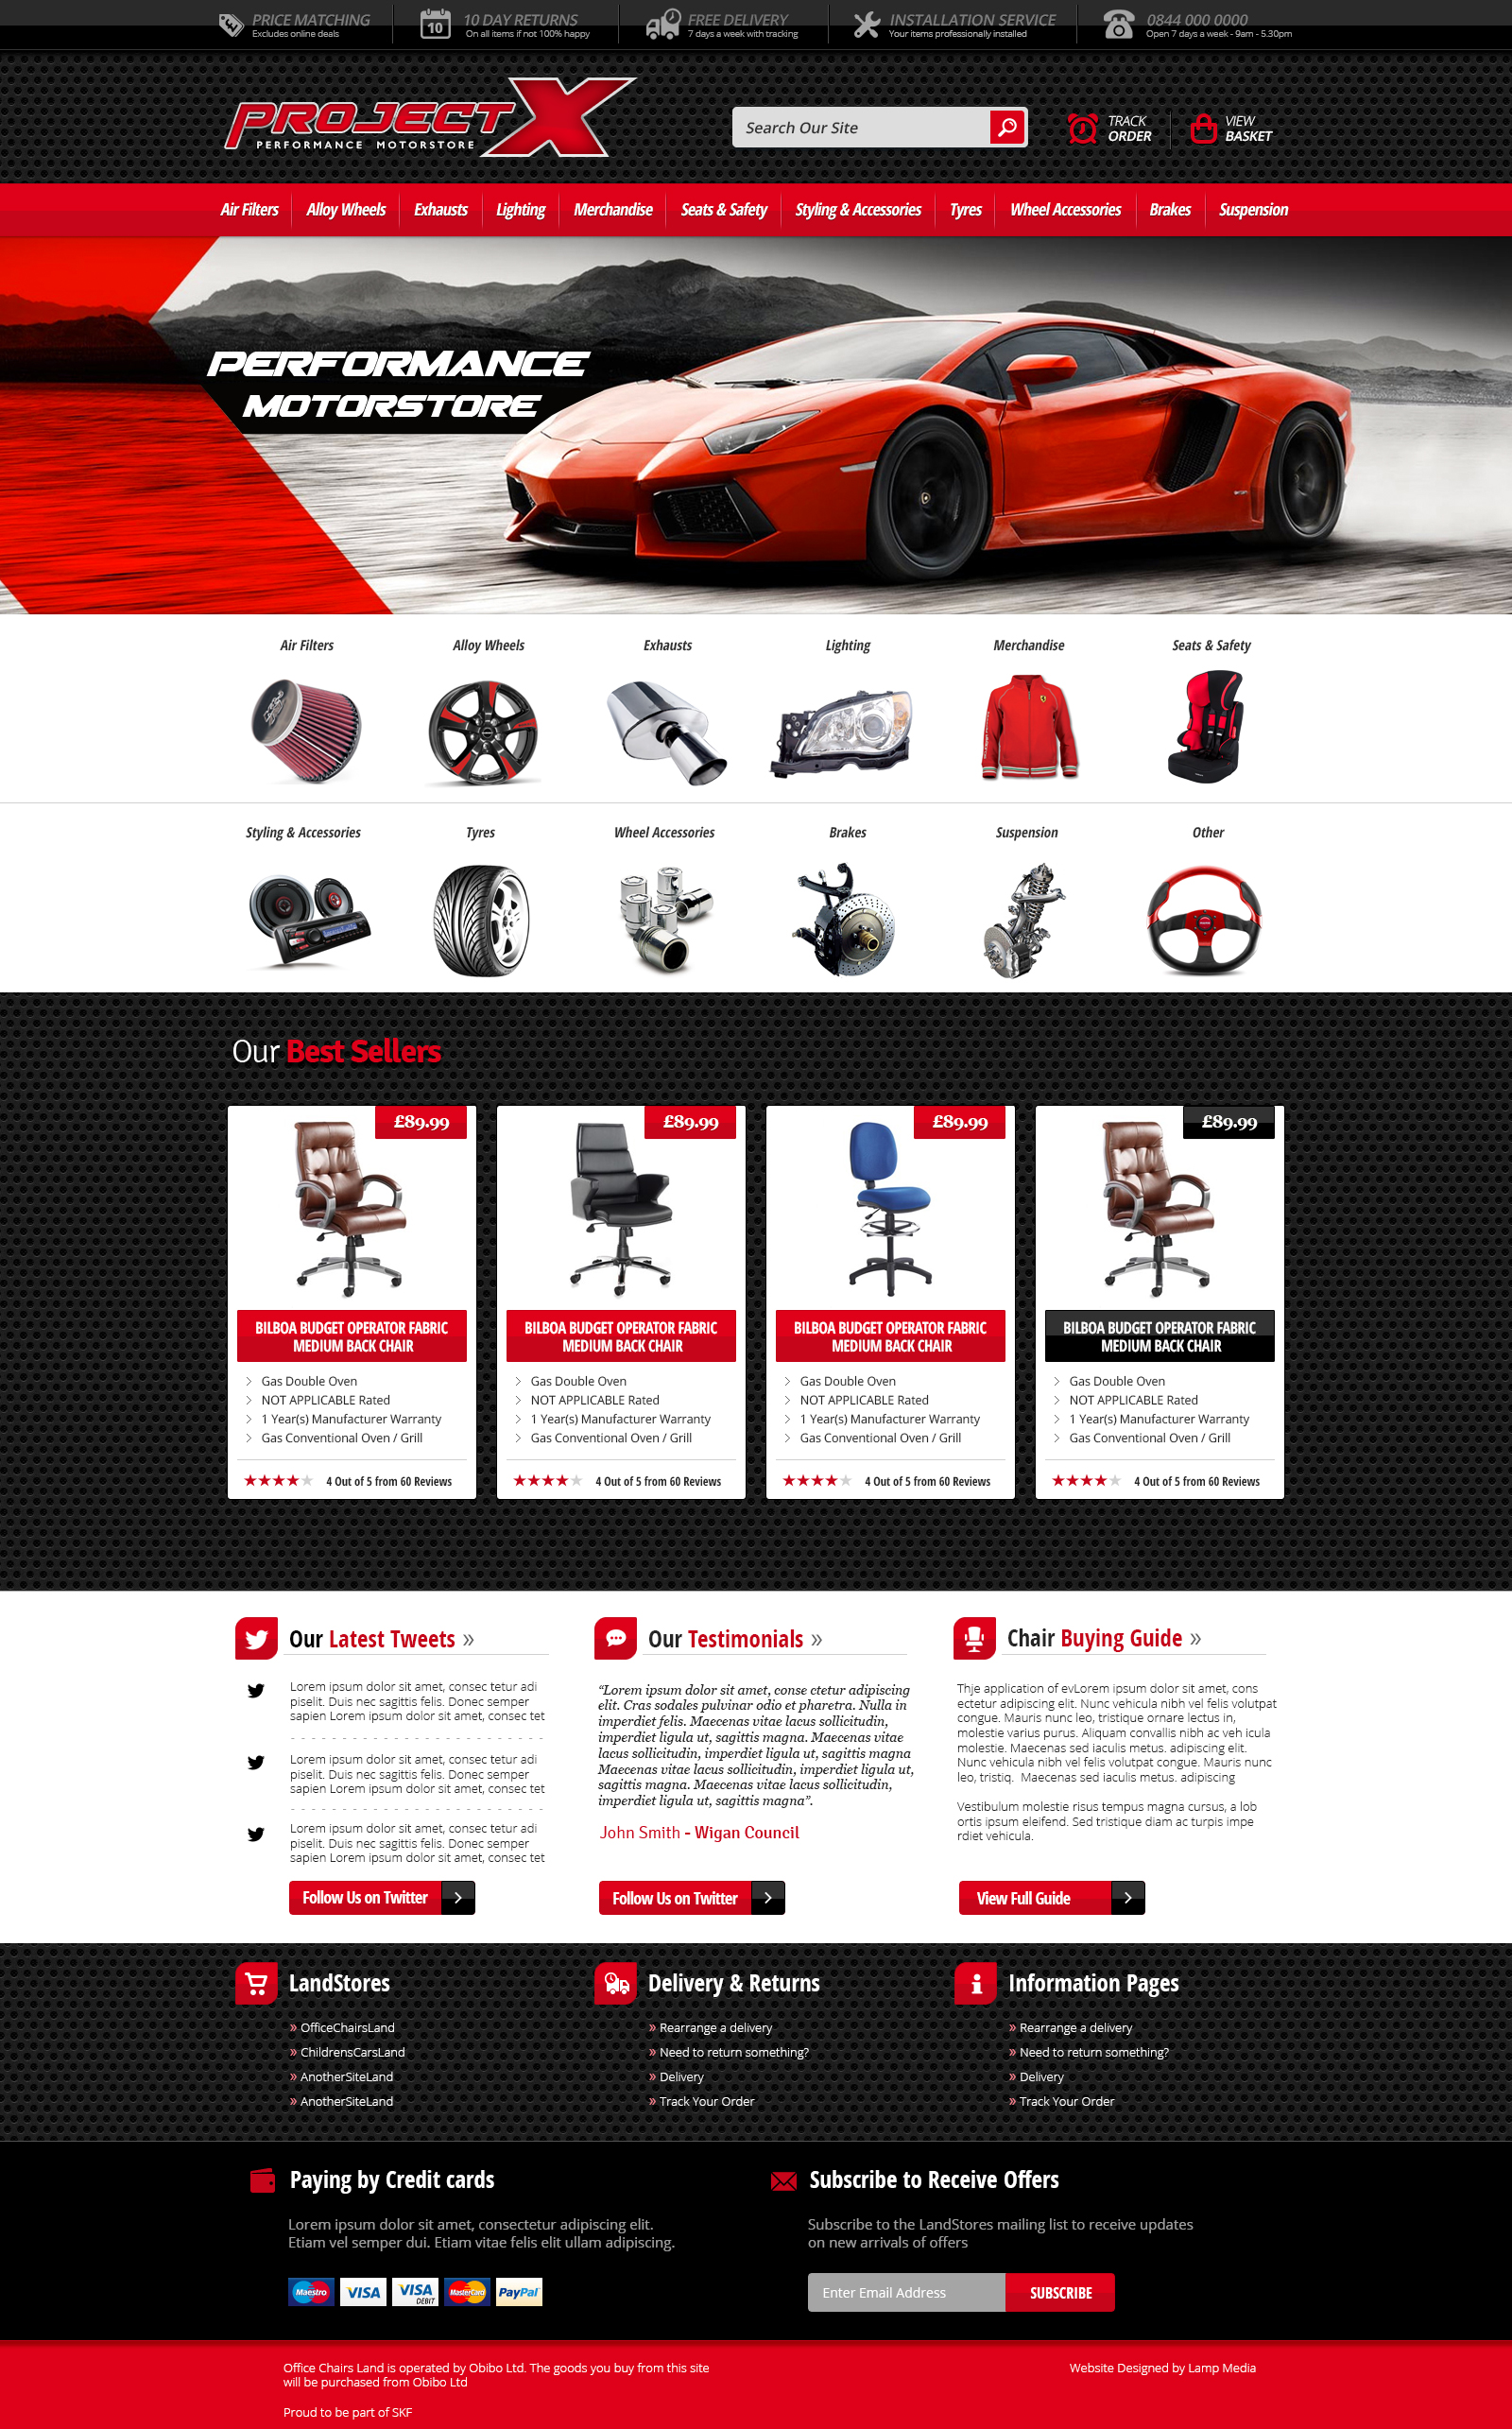 PRICE MATCHING
Excludes online deals
10
10 DAY RETURNS
On all items if not 100% happy
FREE DELIVERY
7 days a week with tracking
INSTALLATION SERVICE
Your items professionally installed
0844 000 0000
Open 7 days a week - 9am - 5.30pm
PROJECT X
PERFORMANCE MOTORSTORE
Search Our Site
TRACK
ORDER
VIEW
BASKET
Air Filters
Alloy Wheels
Exhausts
Lighting
Merchandise
Seats & Safety
Styling & Accessories
Tyres
Wheel Accessories
Brakes
Suspension
PERFORMANCE
MOTORSTORE
Air Filters
Alloy Wheels
Exhausts
Lighting
Merchandise
Seats & Safety
Styling & Accessories
Tyres
Wheel Accessories
Brakes
Suspension
Other
Our Best Sellers
£89.99
BILBOA BUDGET OPERATOR FABRIC
MEDIUM BACK CHAIR
Gas Double Oven
NOT APPLICABLE Rated
1 Year(s) Manufacturer Warranty
Gas Conventional Oven / Grill
4 Out of 5 from 60 Reviews
£89.99
BILBOA BUDGET OPERATOR FABRIC
MEDIUM BACK CHAIR
Gas Double Oven
NOT APPLICABLE Rated
1 Year(s) Manufacturer Warranty
Gas Conventional Oven / Grill
4 Out of 5 from 60 Reviews
£89.99
BILBOA BUDGET OPERATOR FABRIC
MEDIUM BACK CHAIR
Gas Double Oven
NOT APPLICABLE Rated
1 Year(s) Manufacturer Warranty
Gas Conventional Oven / Grill
4 Out of 5 from 60 Reviews
£89.99
BILBOA BUDGET OPERATOR FABRIC
MEDIUM BACK CHAIR
Gas Double Oven
NOT APPLICABLE Rated
1 Year(s) Manufacturer Warranty
Gas Conventional Oven / Grill
4 Out of 5 from 60 Reviews
Our Latest Tweets »
Lorem ipsum dolor sit amet, consec tetur adi
piselit. Duis nec sagittis felis. Donec semper
sapien Lorem ipsum dolor sit amet, consec tet
Lorem ipsum dolor sit amet, consec tetur adi
piselit. Duis nec sagittis felis. Donec semper
sapien Lorem ipsum dolor sit amet, consec tet
Lorem ipsum dolor sit amet, consec tetur adi
piselit. Duis nec sagittis felis. Donec semper
sapien Lorem ipsum dolor sit amet, consec tet
Follow Us on Twitter
Our Testimonials »
“Lorem ipsum dolor sit amet, conse ctetur adipiscing
elit. Cras sodales pulvinar odio et pharetra. Nulla in
imperdiet felis. Maecenas vitae lacus sollicitudin,
imperdiet ligula ut, sagittis magna. Maecenas vitae
lacus sollicitudin, imperdiet ligula ut, sagittis magna
Maecenas vitae lacus sollicitudin, imperdiet ligula ut,
sagittis magna. Maecenas vitae lacus sollicitudin,
imperdiet ligula ut, sagittis magna”.
John Smith - Wigan Council
Follow Us on Twitter
Chair Buying Guide »
Thje application of evLorem ipsum dolor sit amet, cons
ectetur adipiscing elit. Nunc vehicula nibh vel felis volutpat
congue. Mauris nunc leo, tristique ornare lectus in,
molestie varius purus. Aliquam convallis nibh ac veh icula
molestie. Maecenas sed iaculis metus. adipiscing elit.
Nunc vehicula nibh vel felis volutpat congue. Mauris nunc
leo, tristiq. Maecenas sed iaculis metus. adipiscing
Vestibulum molestie risus tempus magna cursus, a lob
ortis ipsum eleifend. Sed tristique diam ac turpis impe
rdiet vehicula.
View Full Guide
LandStores
» OfficeChairsLand
» ChildrensCarsLand
» AnotherSiteLand
» AnotherSiteLand
Delivery & Returns
» Rearrange a delivery
» Need to return something?
» Delivery
» Track Your Order
Information Pages
» Rearrange a delivery
» Need to return something?
» Delivery
» Track Your Order
Paying by Credit cards
Lorem ipsum dolor sit amet, consectetur adipiscing elit.
Etiam vel semper dui. Etiam vitae felis elit ullam adipiscing.
Maestro
VISA
VISA
DEBIT
MasterCard
PayPal
Subscribe to Receive Offers
Subscribe to the LandStores mailing list to receive updates
on new arrivals of offers
Enter Email Address
SUBSCRIBE
Office Chairs Land is operated by Obibo Ltd. The goods you buy from this site
will be purchased from Obibo Ltd
Proud to be part of SKF
Website Designed by Lamp Media